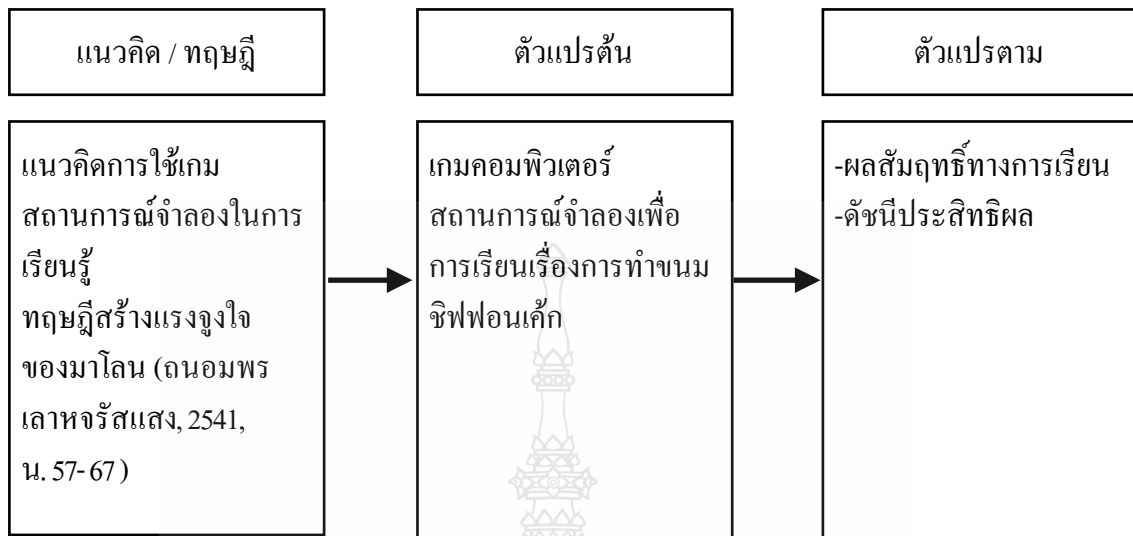 แนวคิด / ทฤษฎี
ตัวแปรต้น
ตัวแปรตาม
แนวคิดการใช้เกม
สถานการณ์จำลองในการ
เรียนรู้
ทฤษฎีสร้างแรงจูงใจ
ของมาโลน (ถนอมพร
เลาหจรัสแสง, 2541,
น. 57- 67 )
เกมคอมพิวเตอร์
สถานการณ์จำลองเพื่อ
การเรียนเรื่องการทำขนม
ชิฟฟอนเค้ก
-ผลสัมฤทธิ์ทางการเรียน
-ดัชนีประสิทธิผล